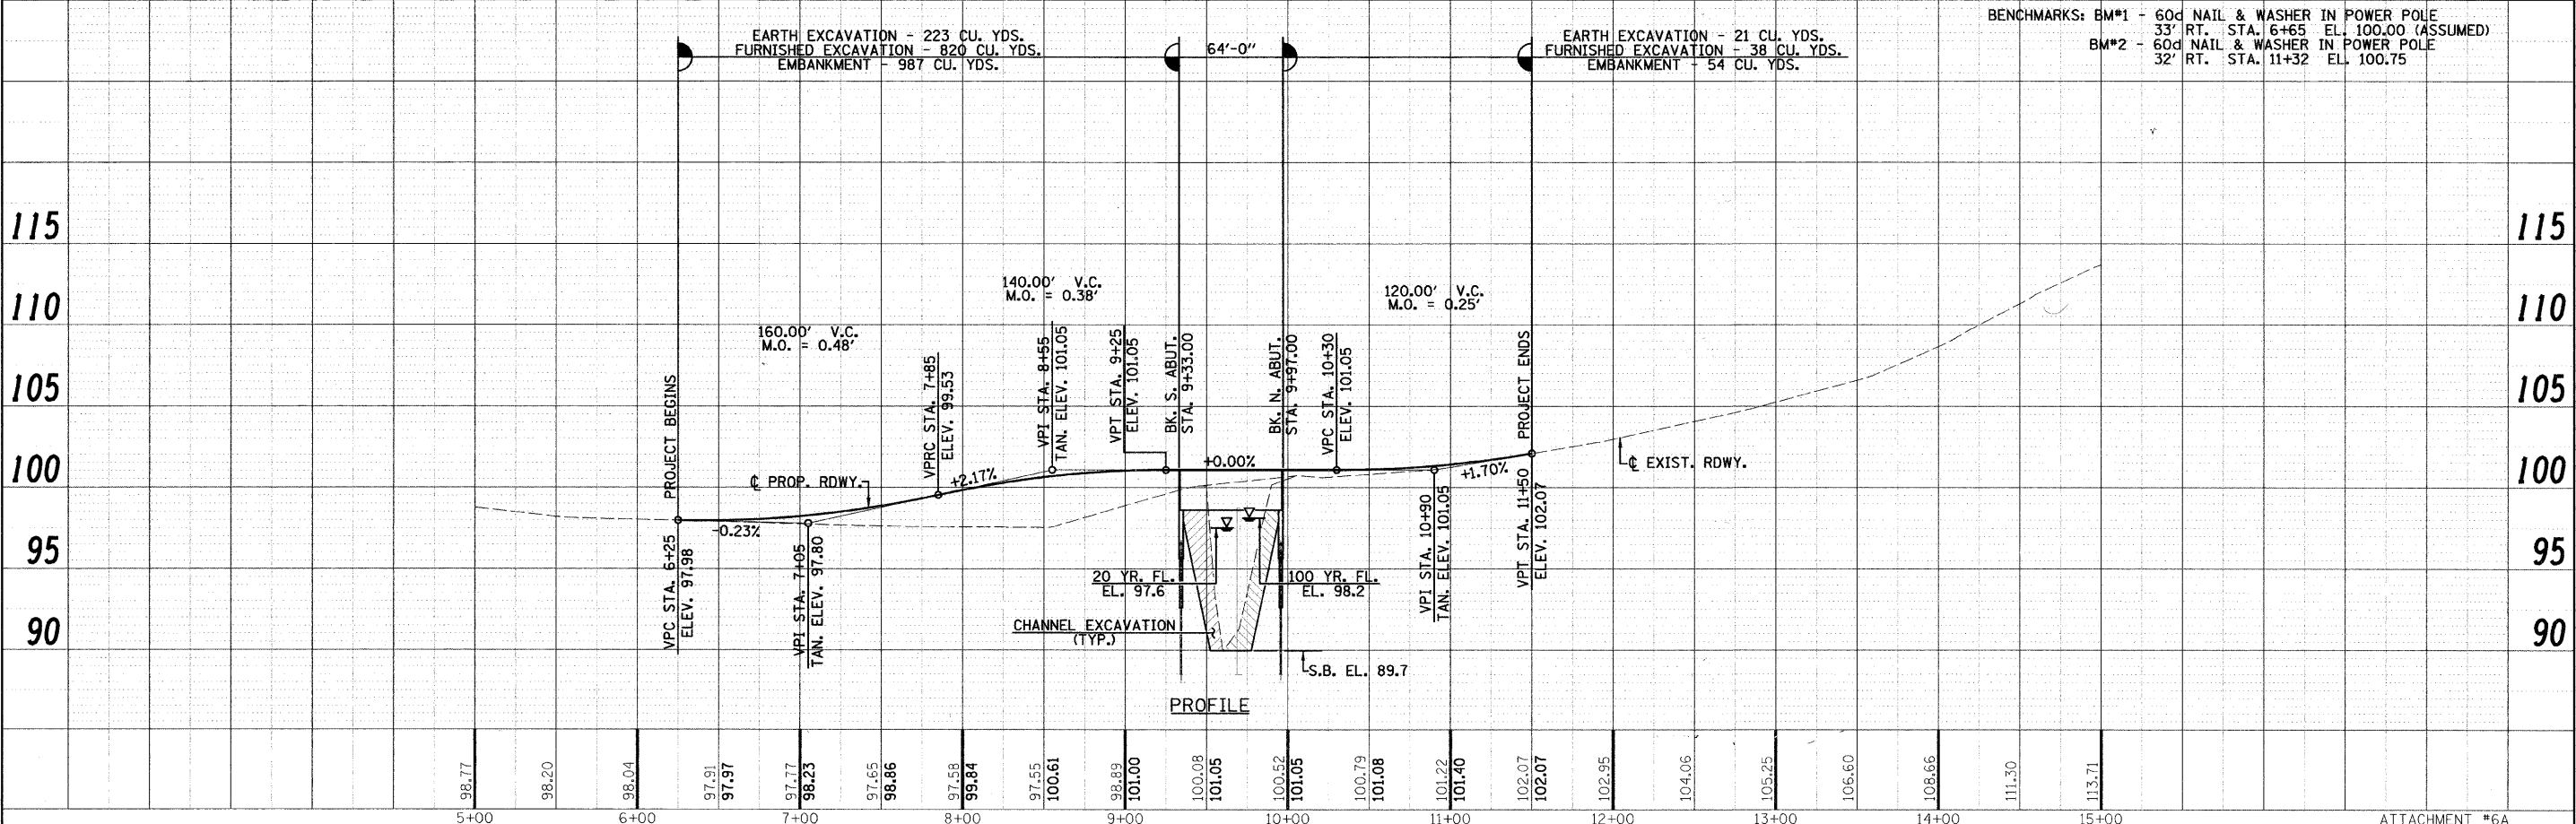 BENCHMARKS: BM#1 - 60d NAIL & WASHER IN POWER POLE
33' RT. STA. 6+65 EL. 100.00 (ASSUMED)
BM#2 - 60d NAIL & WASHER IN POWER POLE
32' RT. STA. 11+32 EL. 100.75
EARTH EXCAVATION - 223 CU. YDS.
FURNISHED EXCAVATION - 820 CU. YDS.
EMBANKMENT - 987 CU. YDS.
64'-0"
EARTH EXCAVATION - 21 CU. YDS.
FURNISHED EXCAVATION - 38 CU. YDS.
EMBANKMENT - 54 CU. YDS.
115
115
110
110
105
105
100
100
95
95
90
90
160.00' V.C.
M.O. = 0.48'
140.00' V.C.
M.O. = 0.38'
120.00' V.C.
M.O. = 0.25'
PROJECT BEGINS
VPC STA. 6+25
ELEV. 97.98
-0.23%
VPI STA. 7+05
TAN. ELEV. 97.80
℄ PROP. RDWY.
VPRC STA. 7+85
ELEV. 99.53
+2.17%
VPI STA. 8+55
TAN. ELEV. 101.05
VPT STA. 9+25
ELEV. 101.05
BK. S. ABUT.
STA. 9+33.00
+0.00%
BK. N. ABUT.
STA. 9+97.00
VPC STA. 10+30
ELEV. 101.05
VPI STA. 10+90
TAN. ELEV. 101.05
+1.70%
PROJECT ENDS
VPT STA. 11+50
ELEV. 102.07
℄ EXIST. RDWY.
20 YR. FL.
EL. 97.6
100 YR. FL.
EL. 98.2
CHANNEL EXCAVATION
(TYP.)
S.B. EL. 89.7
PROFILE
98.77
98.20
98.04
97.91
97.97
97.77
98.23
97.65
98.86
97.58
99.84
97.55
100.61
98.89
101.00
100.08
101.05
100.52
101.05
100.79
101.08
101.22
101.40
102.07
102.07
102.95
104.06
105.25
106.60
108.66
111.30
113.71
5+00
6+00
7+00
8+00
9+00
10+00
11+00
12+00
13+00
14+00
15+00
ATTACHMENT #6A